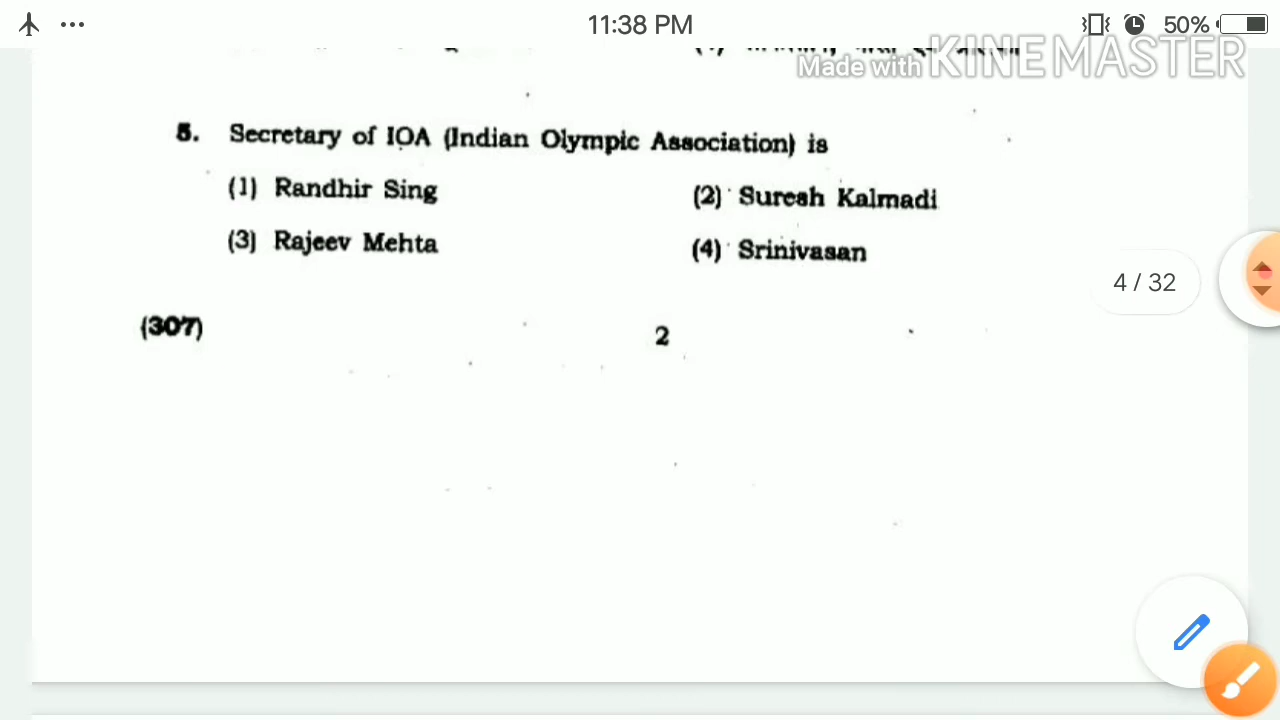 11:38 PM
50%
Made with KINEMASTER
5. Secretary of IOA (Indian Olympic Association) is
(1) Randhir Sing
(2) Suresh Kalmadi
(3) Rajeev Mehta
(4) Srinivasan
4 / 32
(307)
2